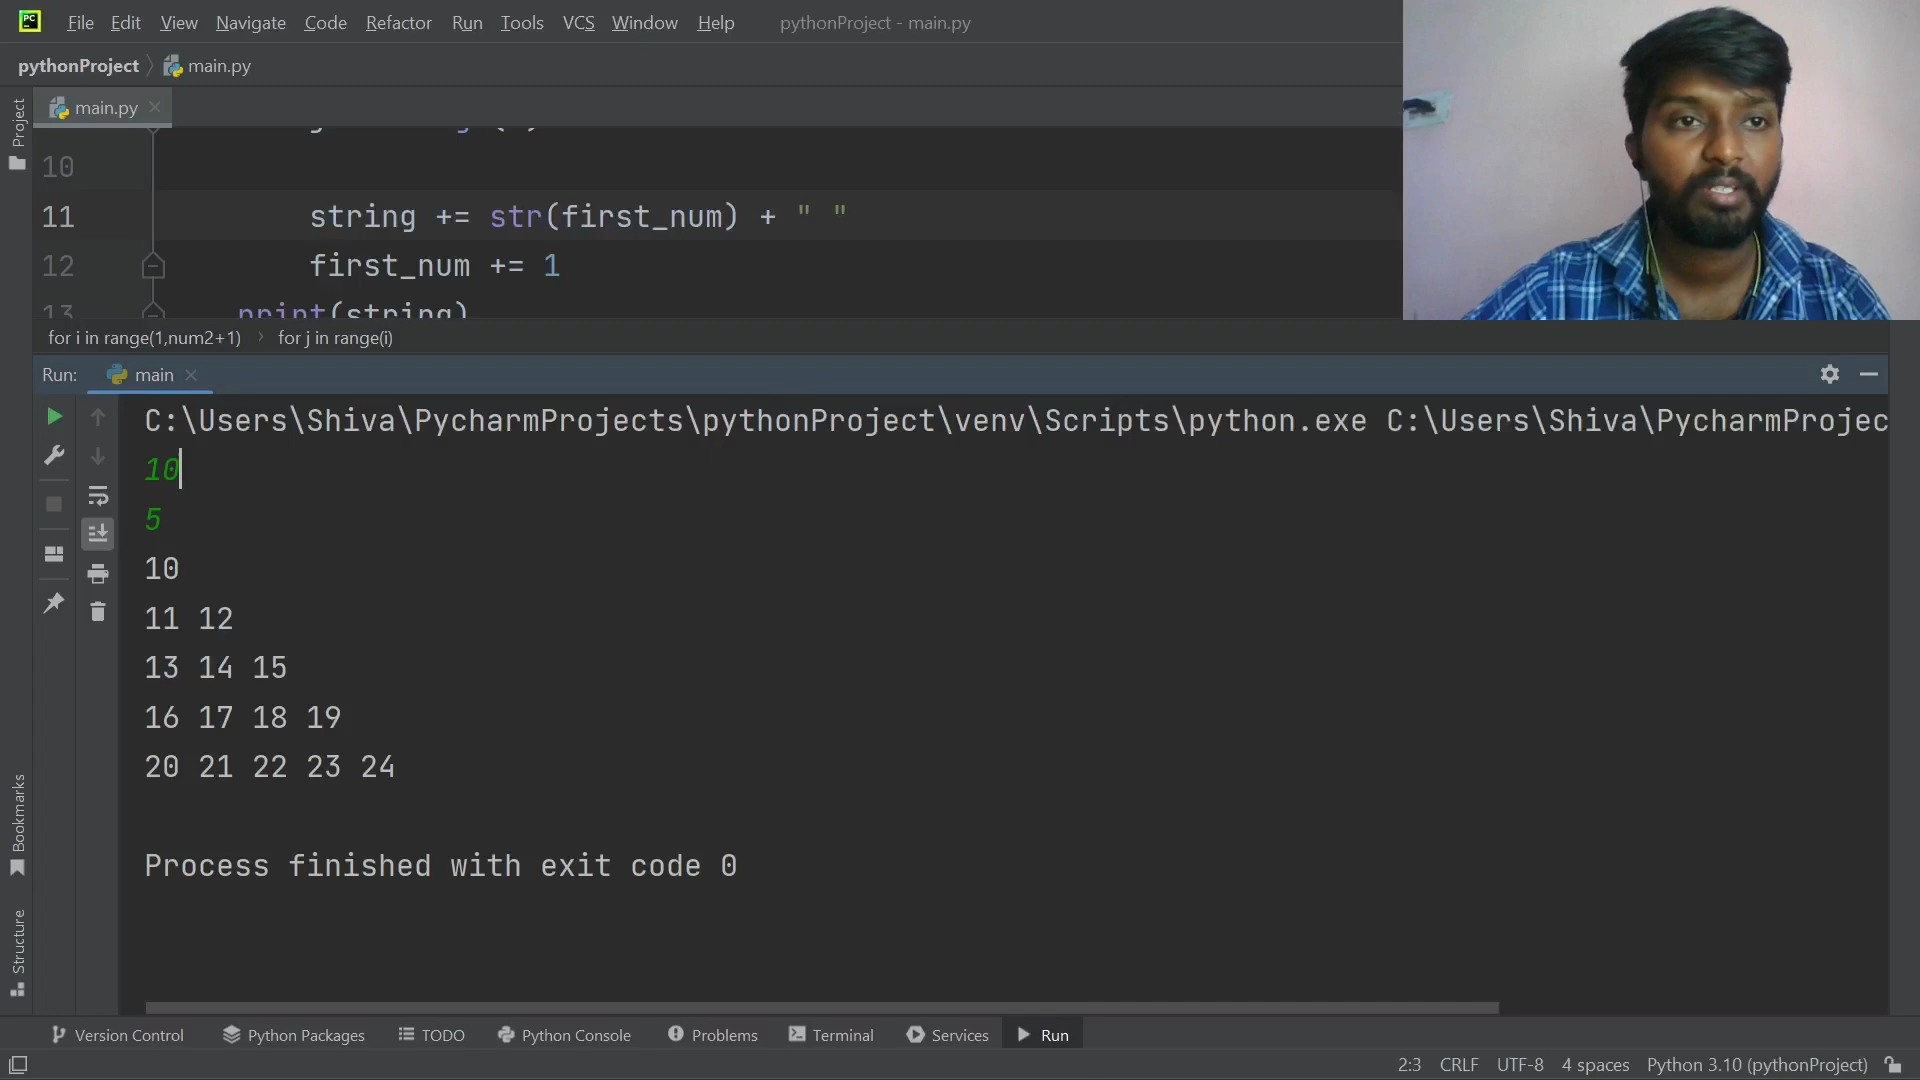 File Edit View Navigate Code Refactor Run Tools VCS Window Help pythonProject - main.py
pythonProject main.py
Project
main.py
10
11 string += str(first_num) + " "
12 first_num += 1
13 print(string)
for i in range(1,num2+1) for j in range(i)
Run: main
C:\Users\Shiva\PycharmProjects\pythonProject\venv\Scripts\python.exe C:\Users\Shiva\PycharmProjec
10
5
10
11 12
13 14 15
16 17 18 19
20 21 22 23 24
Process finished with exit code 0
Bookmarks
Structure
Version Control Python Packages TODO Python Console Problems Terminal Services Run
2:3 CRLF UTF-8 4 spaces Python 3.10 (pythonProject)